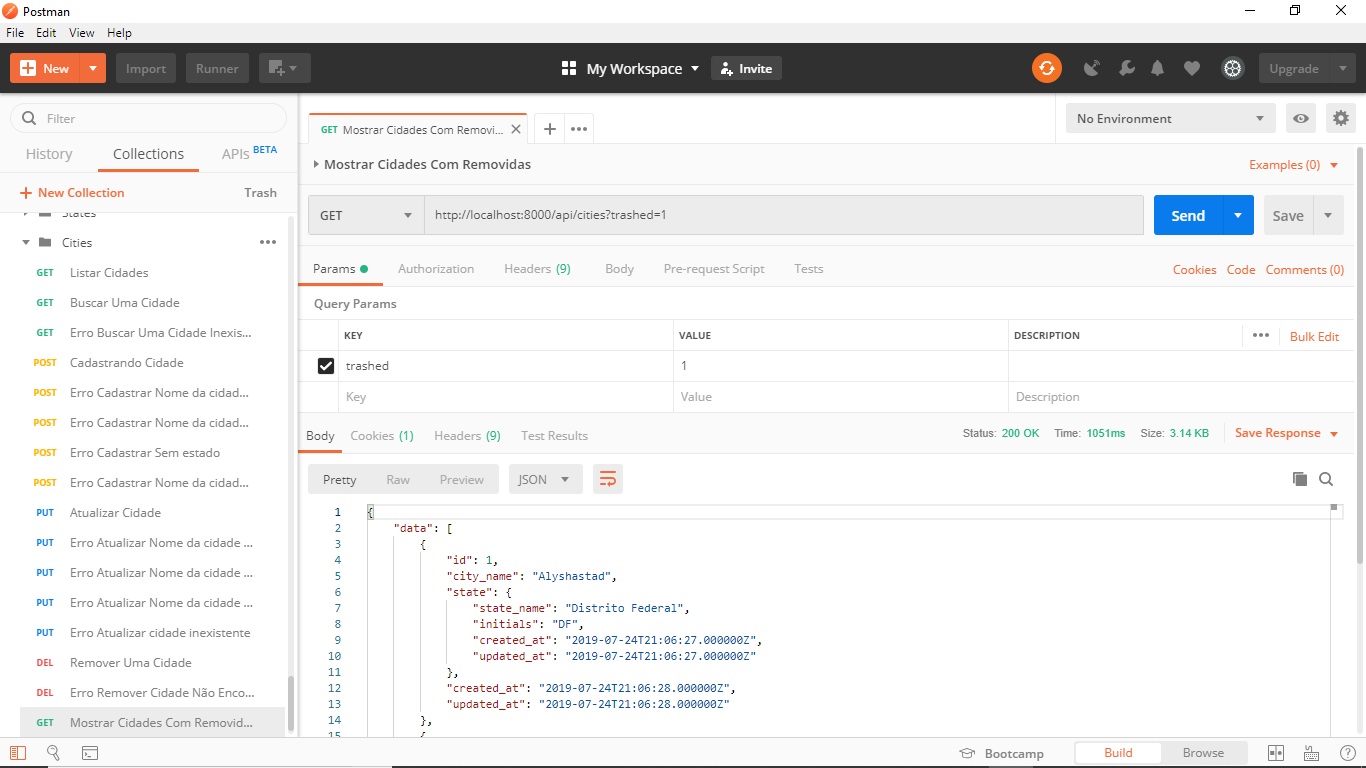 Postman
File Edit View Help
New Import Runner My Workspace Invite Upgrade
Filter
History Collections APIs BETA
New Collection Trash
States
Cities
GET Listar Cidades
GET Buscar Uma Cidade
GET Erro Buscar Uma Cidade Inexis...
POST Cadastrando Cidade
POST Erro Cadastrar Nome da cidad...
POST Erro Cadastrar Nome da cidad...
POST Erro Cadastrar Sem estado
POST Erro Cadastrar Nome da cidad...
PUT Atualizar Cidade
PUT Erro Atualizar Nome da cidade ...
PUT Erro Atualizar Nome da cidade ...
PUT Erro Atualizar Nome da cidade ...
PUT Erro Atualizar cidade inexistente
DEL Remover Uma Cidade
DEL Erro Remover Cidade Não Enco...
GET Mostrar Cidades Com Removid...
GET Mostrar Cidades Com Removi...
No Environment
Mostrar Cidades Com Removidas
Examples (0)
GET http://localhost:8000/api/cities?trashed=1 Send Save
Params Authorization Headers (9) Body Pre-request Script Tests Cookies Code Comments (0)
Query Params
KEY VALUE DESCRIPTION Bulk Edit
trashed 1
Key Value Description
Body Cookies (1) Headers (9) Test Results Status: 200 OK Time: 1051ms Size: 3.14 KB Save Response
Pretty Raw Preview JSON
1 {
2 "data": [
3 {
4 "id": 1,
5 "city_name": "Alyshastad",
6 "state": {
7 "state_name": "Distrito Federal",
8 "initials": "DF",
9 "created_at": "2019-07-24T21:06:27.000000Z",
10 "updated_at": "2019-07-24T21:06:27.000000Z"
11 },
12 "created_at": "2019-07-24T21:06:28.000000Z",
13 "updated_at": "2019-07-24T21:06:28.000000Z"
14 },
15 {
Bootcamp Build Browse